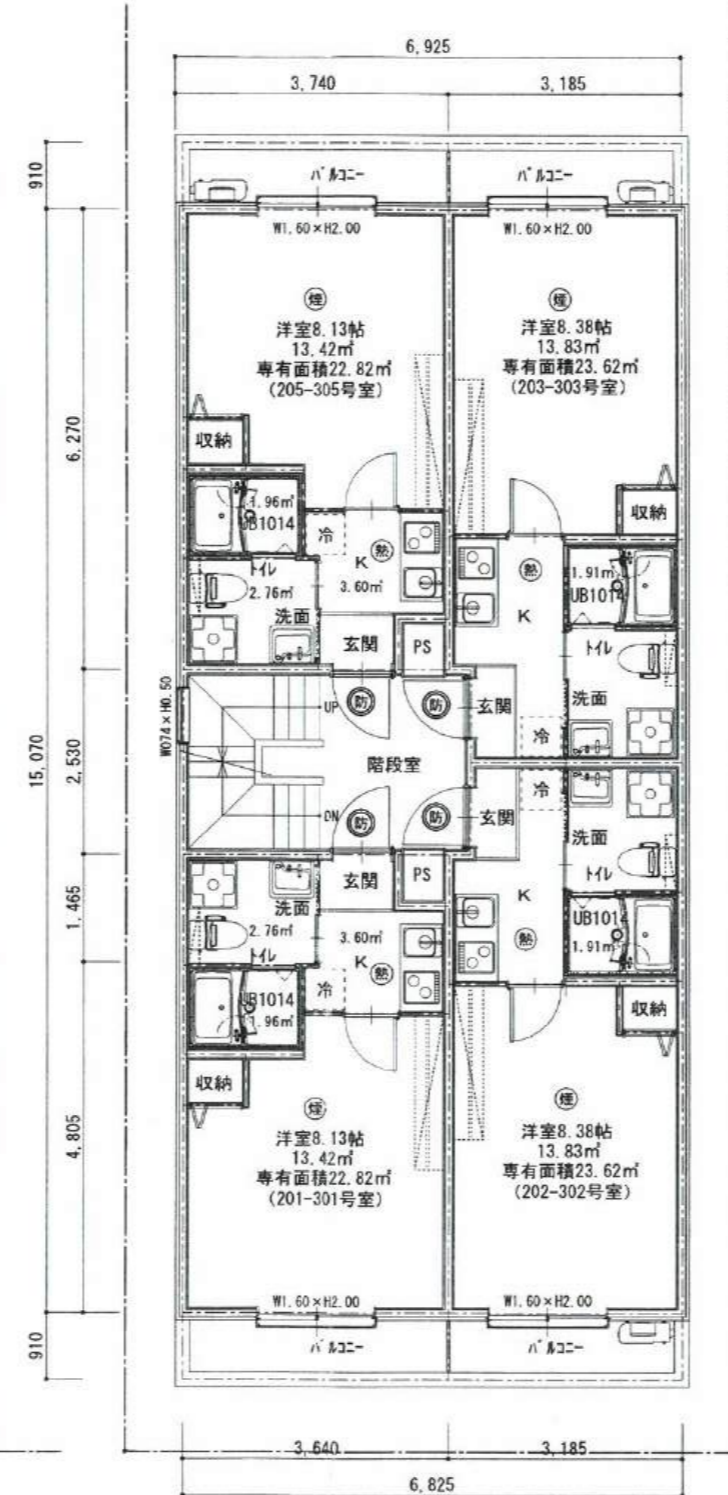 6,925
3,740
3,185
910
バルコニー
バルコニー
W1.60×H2.00
W1.60×H2.00
煙
洋室8.13帖
13.42㎡
専有面積22.82㎡
(205-305号室)
煙
洋室8.38帖
13.83㎡
専有面積23.62㎡
(203-303号室)
6,270
収納
収納
1.96㎡
UB1014
冷
K
熱
3.60㎡
トイレ
2.76㎡
洗面
玄関
PS
熱
K
1.91㎡
UB1014
トイレ
洗面
玄関
冷
15,070
2,530
W074×H0.50
UP
防
防
階段室
DN
防
防
玄関
冷
洗面
トイレ
K
熱
UB1014
1.91㎡
1,465
玄関
PS
洗面
2.76㎡
トイレ
3.60㎡
K
熱
冷
UB1014
1.96㎡
収納
収納
4,805
煙
洋室8.13帖
13.42㎡
専有面積22.82㎡
(201-301号室)
煙
洋室8.38帖
13.83㎡
専有面積23.62㎡
(202-302号室)
W1.60×H2.00
W1.60×H2.00
バルコニー
バルコニー
910
3,640
3,185
6,825